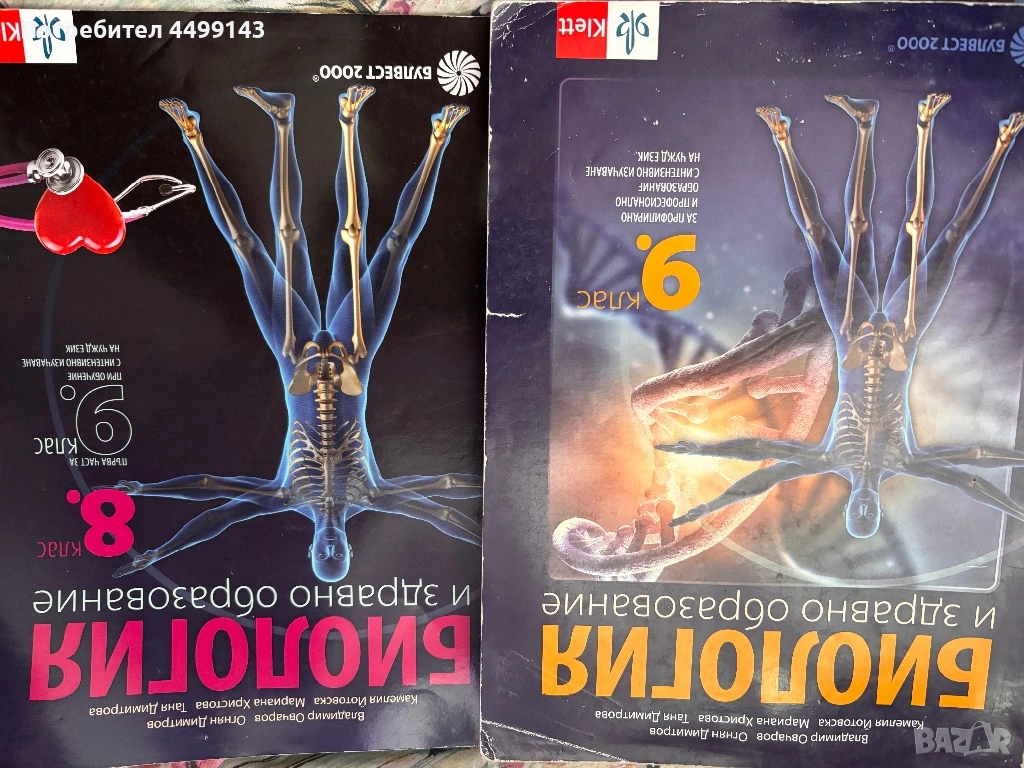 Потребител 4499143
Владимир Овчаров Огнян Димитров
Камелия Йотовска Мариана Христова Таня Димитрова
БИОЛОГИЯ
и здравно образование
8. клас
ПЪРВА ЧАСТ ЗА
9. клас
ПРИ ОБУЧЕНИЕ
С ИНТЕНЗИВНО ИЗУЧАВАНЕ
НА ЧУЖД ЕЗИК
БУЛВЕСТ 2000®
Klett
Владимир Овчаров Огнян Димитров
Камелия Йотовска Мариана Христова Таня Димитрова
БИОЛОГИЯ
и здравно образование
9. клас
ЗА ПРОФИЛИРАНО
И ПРОФЕСИОНАЛНО
ОБРАЗОВАНИЕ
С ИНТЕНЗИВНО ИЗУЧАВАНЕ
НА ЧУЖД ЕЗИК
БУЛВЕСТ 2000®
Klett
BAZAR